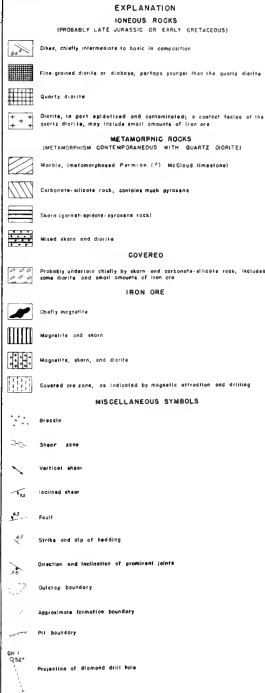 EXPLANATION
IGNEOUS ROCKS
(PROBABLY LATE JURASSIC OR EARLY CRETACEOUS)
Dikes, chiefly intermediate to basic in composition
Fine-grained diorite or diabase, perhaps younger than the quartz diorite
Quartz diorite
Diorite, in part epidotized and contaminated; a contact facies of the
quartz diorite, may include small amounts of iron ore
METAMORPHIC ROCKS
(METAMORPHISM CONTEMPORANEOUS WITH QUARTZ DIORITE)
Marble, (metamorphosed Permian (?) McCloud limestone)
Carbonate-silicate rock; contains much pyroxene
Skarn (garnet-epidote-pyroxene rock)
Mixed skarn and diorite
COVERED
Probably underlain chiefly by skarn and carbonate-silicate rock, includes
some diorite and small amounts of iron ore
IRON ORE
Chiefly magnetite
Magnetite and skarn
Magnetite, skarn, and diorite
Covered ore zone, as indicated by magnetic attraction and drilling
MISCELLANEOUS SYMBOLS
Breccia
Shear zone
Vertical shear
Inclined shear
65
Fault
65
Strike and dip of bedding
Direction and inclination of prominent joints
Outcrop boundary
Approximate formation boundary
Pit boundary
Projection of diamond drill hole